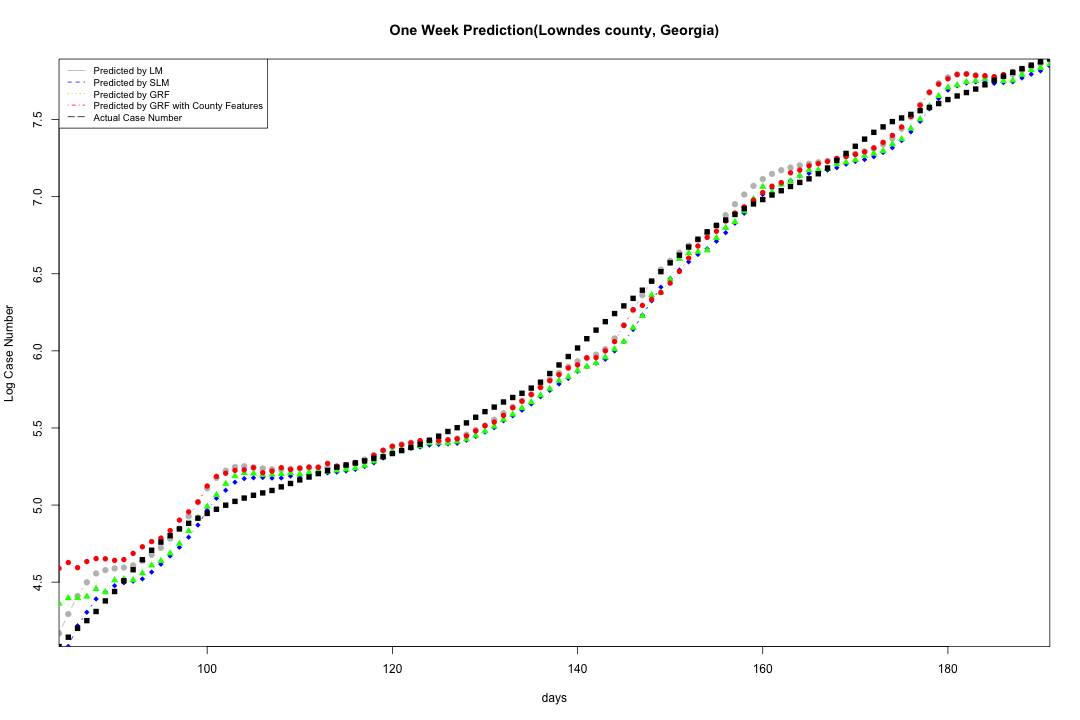 One Week Prediction(Lowndes county, Georgia)
Predicted by LM
Predicted by SLM
Predicted by GRF
Predicted by GRF with County Features
Actual Case Number
Log Case Number
7.5
7.0
6.5
6.0
5.5
5.0
4.5
100 120 140 160 180
days